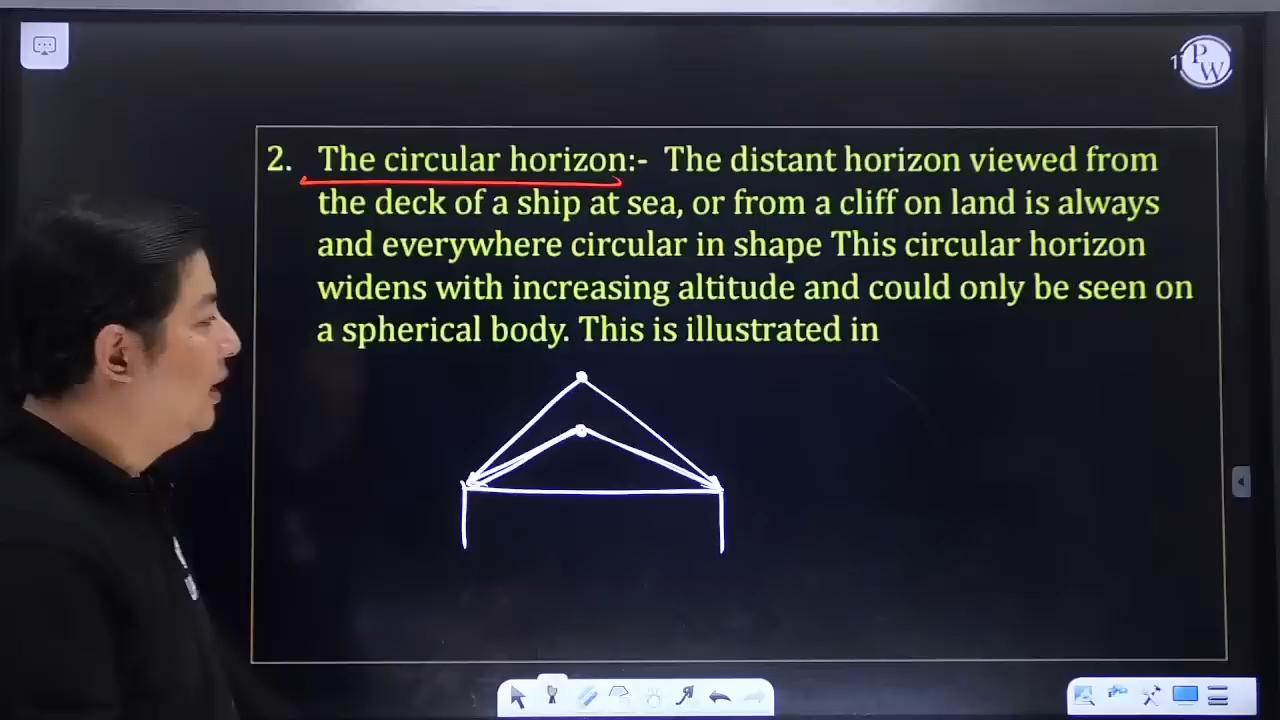 PW
2. The circular horizon:- The distant horizon viewed from
the deck of a ship at sea, or from a cliff on land is always
and everywhere circular in shape This circular horizon
widens with increasing altitude and could only be seen on
a spherical body. This is illustrated in